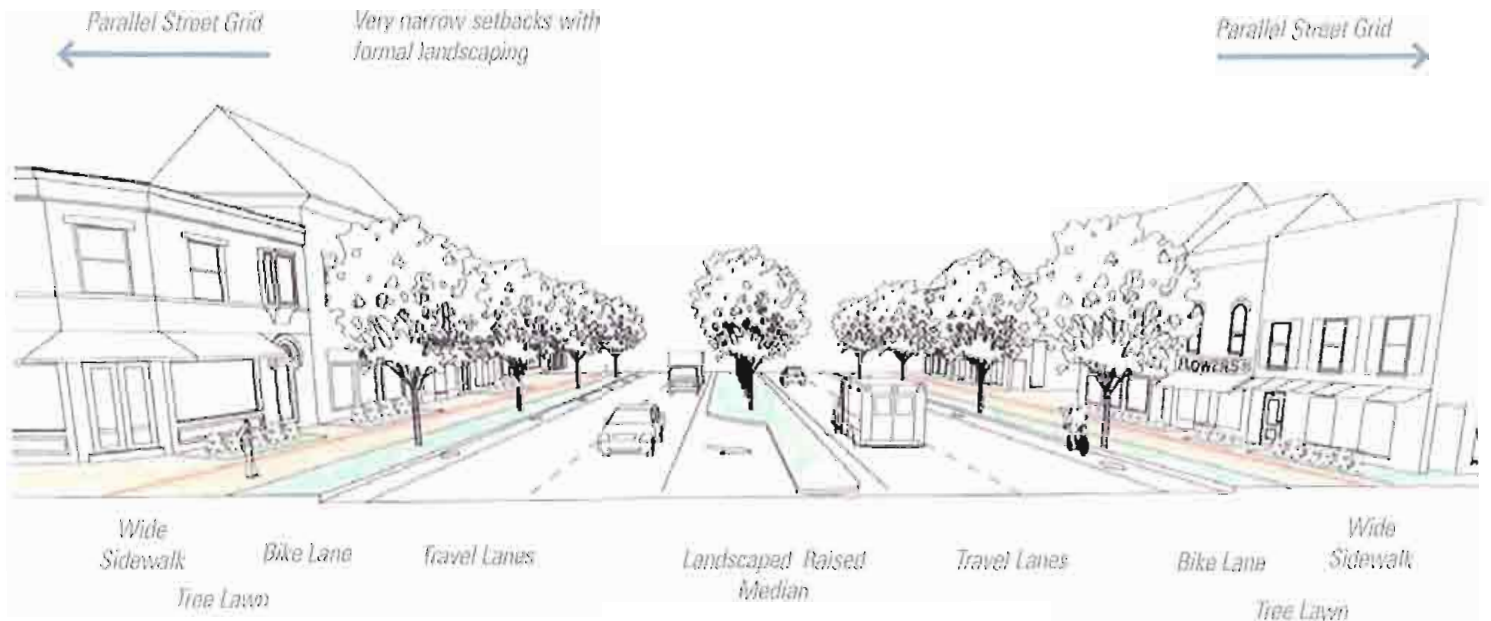 Parallel Street Grid
Very narrow setbacks with
formal landscaping
Parallel Street Grid
FLOWERS
Wide
Sidewalk
Bike Lane
Travel Lanes
Landscaped Raised
Median
Travel Lanes
Bike Lane
Wide
Sidewalk
Tree Lawn
Tree Lawn